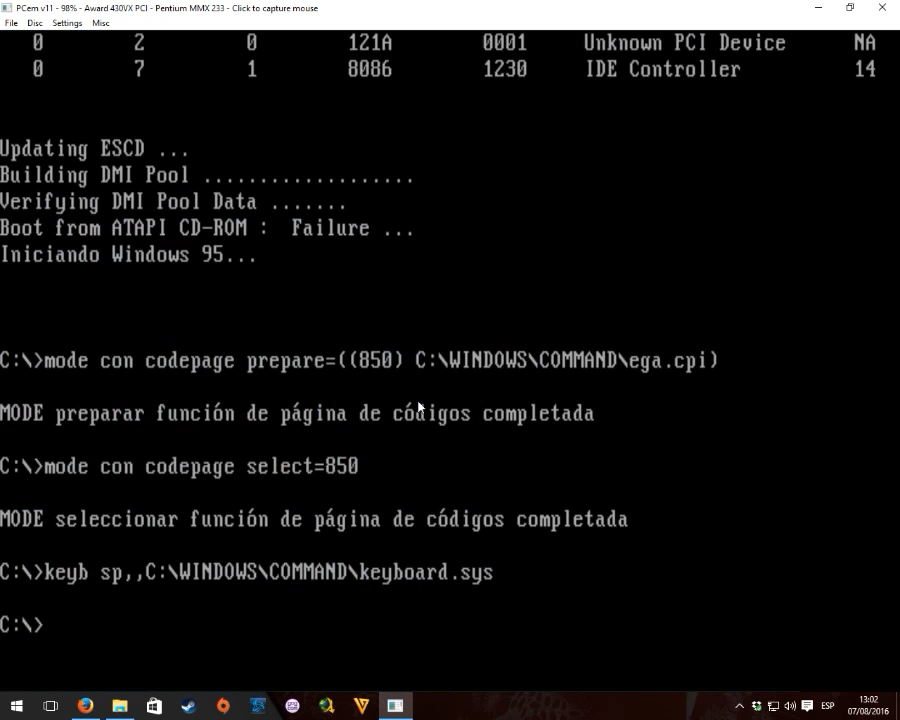 PCem v11 - 98% - Award 430VX PCI - Pentium MMX 233 - Click to capture mouse
File Disc Settings Misc
0 2 0 121A 0001 Unknown PCI Device NA
0 7 1 8086 1230 IDE Controller 14
Updating ESCD ...
Building DMI Pool ...................
Verifying DMI Pool Data .......
Boot from ATAPI CD-ROM : Failure ...
Iniciando Windows 95...
C:\>mode con codepage prepare=((850) C:\WINDOWS\COMMAND\ega.cpi)
MODE preparar función de página de códigos completada
C:\>mode con codepage select=850
MODE seleccionar función de página de códigos completada
C:\>keyb sp,,C:\WINDOWS\COMMAND\keyboard.sys
C:\>
ESP
13:02
07/08/2016